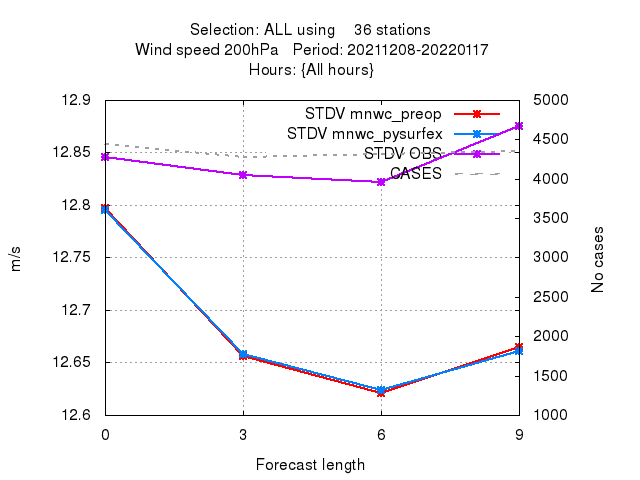 Selection: ALL using 36 stations
Wind speed 200hPa Period: 20211208-20220117
Hours: {All hours}
STDV mnwc_preop
STDV mnwc_pysurfex
STDV OBS
CASES
12.9
12.85
12.8
12.75
12.7
12.65
12.6
m/s
5000
4500
4000
3500
3000
2500
2000
1500
1000
No cases
0 3 6 9
Forecast length